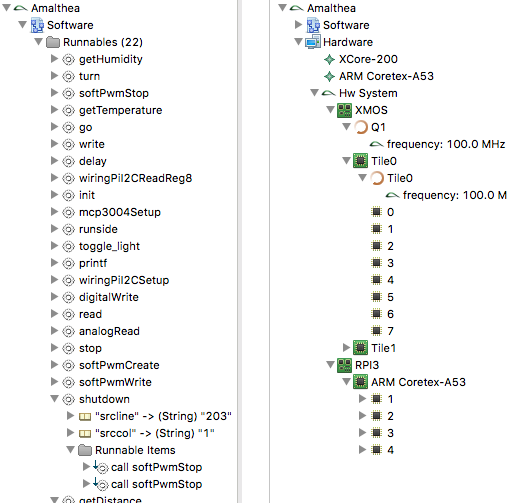 Amalthea
Software
Runnables (22)
getHumidity
turn
softPwmStop
getTemperature
go
write
delay
wiringPiI2CReadReg8
init
mcp3004Setup
runside
toggle_light
printf
wiringPiI2CSetup
digitalWrite
read
analogRead
stop
softPwmCreate
softPwmWrite
shutdown
"srcline" -> (String) "203"
"srccol" -> (String) "1"
Runnable Items
call softPwmStop
call softPwmStop
getDistance
Amalthea
Software
Hardware
XCore-200
ARM Coretex-A53
Hw System
XMOS
Q1
frequency: 100.0 MHz
Tile0
Tile0
frequency: 100.0 M
0
1
2
3
4
5
6
7
Tile1
RPI3
ARM Coretex-A53
1
2
3
4